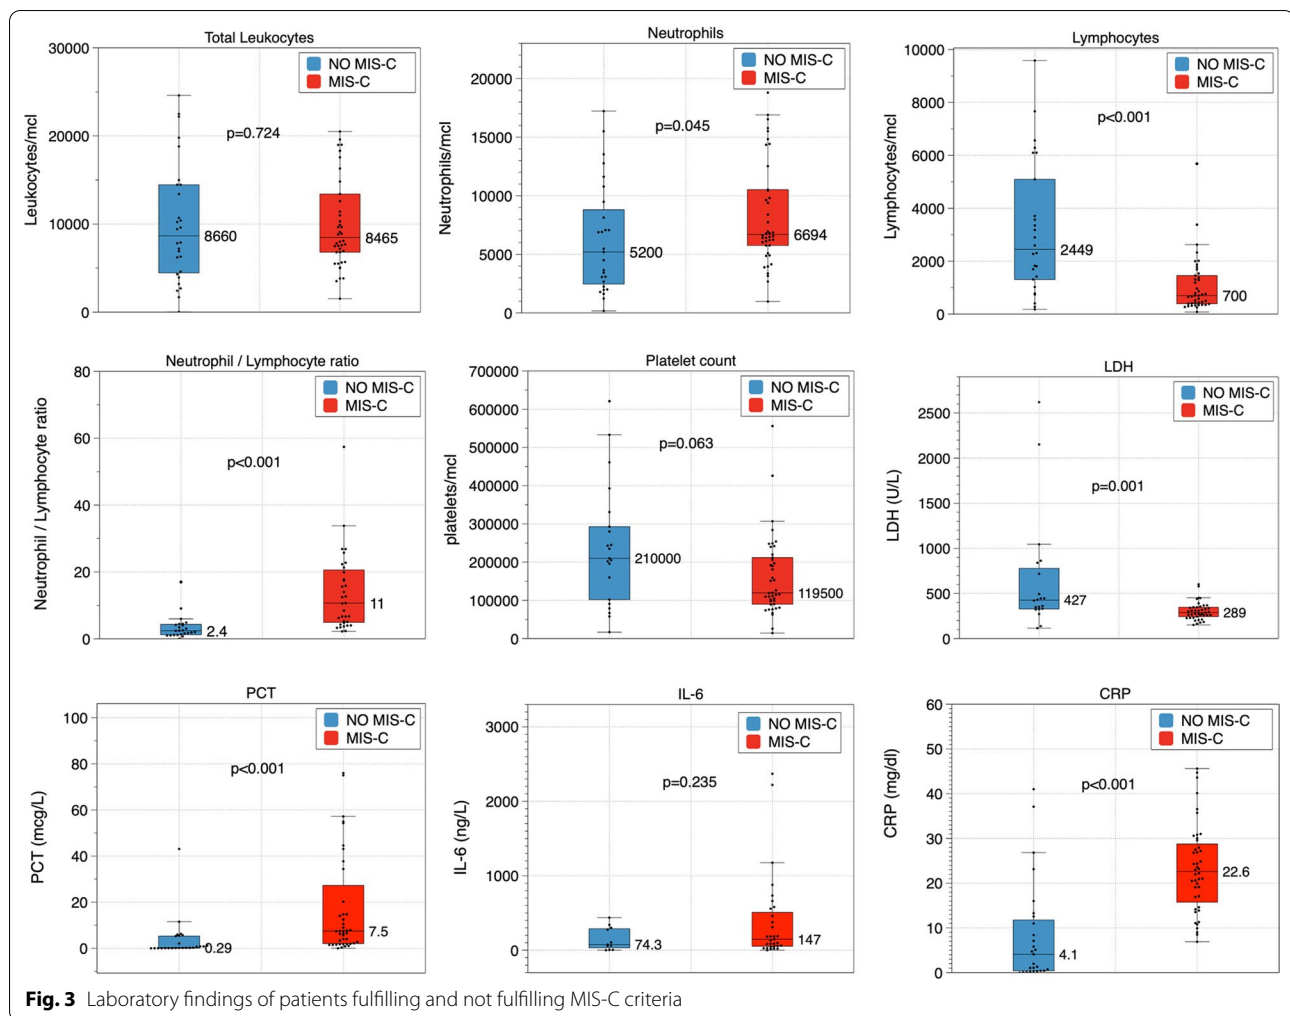 Total Leukocytes
30000
20000
10000
0
Leukocytes/mcl
NO MIS-C
MIS-C
p=0.724
8660
8465
Neutrophils
20000
15000
10000
5000
0
Neutrophils/mcl
NO MIS-C
MIS-C
p=0.045
5200
6694
Lymphocytes
10000
8000
6000
4000
2000
0
Lymphocytes/mcl
NO MIS-C
MIS-C
p<0.001
2449
700
Neutrophil / Lymphocyte ratio
80
60
40
20
0
Neutrophil / Lymphocyte ratio
NO MIS-C
MIS-C
p<0.001
2.4
11
Platelet count
700000
600000
500000
400000
300000
200000
100000
0
platelets/mcl
NO MIS-C
MIS-C
p=0.063
210000
119500
LDH
2500
2000
1500
1000
500
0
LDH (U/L)
NO MIS-C
MIS-C
p=0.001
427
289
PCT
100
80
60
40
20
0
PCT (mcg/L)
NO MIS-C
MIS-C
p<0.001
0.29
7.5
IL-6
3000
2000
1000
0
IL-6 (ng/L)
NO MIS-C
MIS-C
p=0.235
74.3
147
CRP
60
50
40
30
20
10
0
CRP (mg/dl)
NO MIS-C
MIS-C
p<0.001
4.1
22.6
Fig. 3 Laboratory findings of patients fulfilling and not fulfilling MIS-C criteria